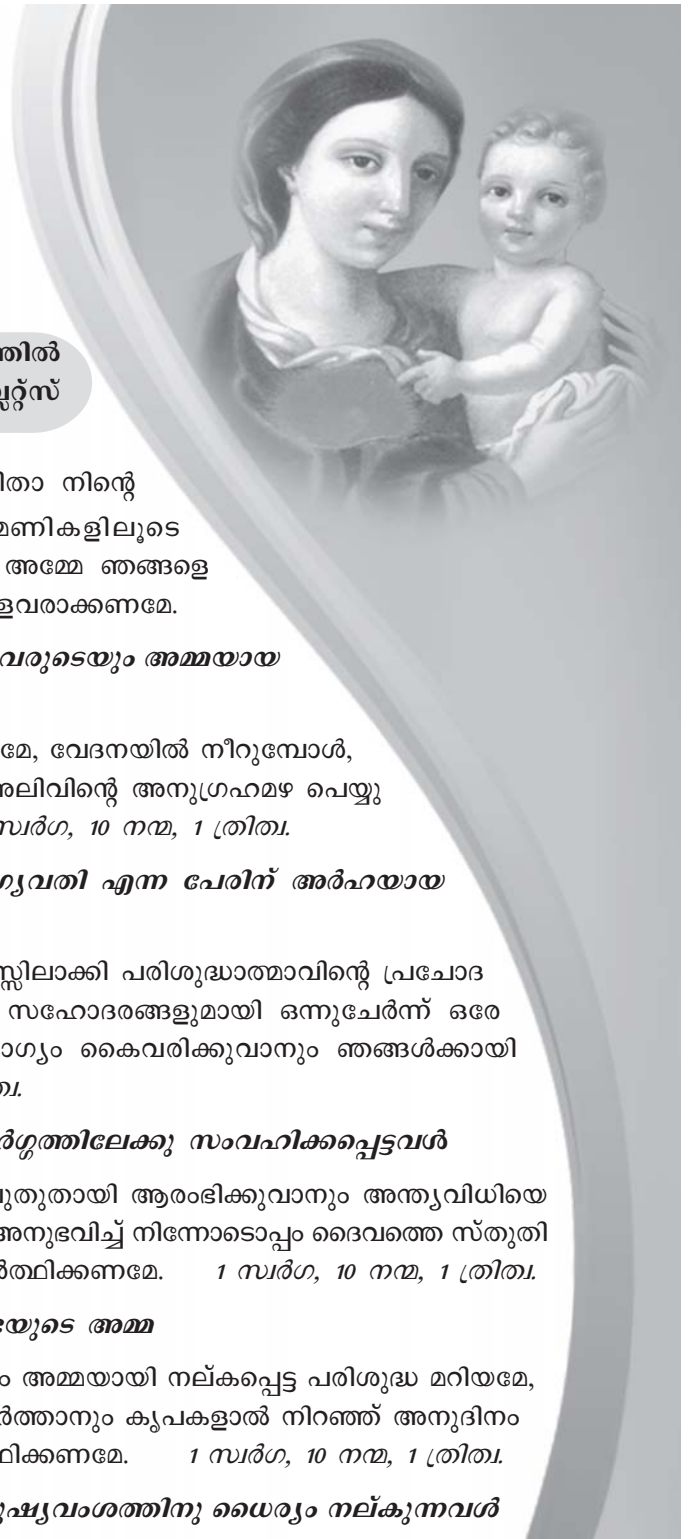 ത്തിൽ
റ്റ്സ്
ിതാ നിന്റെ
മണികളിലൂടെ
അമ്മേ ഞങ്ങളെ
ളവരാക്കണമേ.
വരുടെയും അമ്മയായ
മേ, വേദനയിൽ നീറുമ്പോൾ,
അലിവിന്റെ അനുഗ്രഹമഴ പെയ്യു
സ്വർഗ, 10 നന്മ, 1 ത്രിത്വ.
ഗ്യവതി എന്ന പേരിന് അർഹയായ
സ്സിലാക്കി പരിശുദ്ധാത്മാവിന്റെ പ്രചോദ
സഹോദരങ്ങളുമായി ഒന്നുചേർന്ന് ഒരേ
ഗ്യം കൈവരിക്കുവാനും ഞങ്ങൾക്കായി
ത്വ.
ർഗ്ഗത്തിലേക്കു സംവഹിക്കപ്പെട്ടവൾ
പുതുതായി ആരംഭിക്കുവാനും അന്ത്യവിധിയെ
അനുഭവിച്ച് നിന്നോടൊപ്പം ദൈവത്തെ സ്തുതി
ർത്ഥിക്കണമേ. 1 സ്വർഗ, 10 നന്മ, 1 ത്രിത്വ.
യുടെ അമ്മ
ം അമ്മയായി നല്കപ്പെട്ട പരിശുദ്ധ മറിയമേ,
ർത്താനും കൃപകളാൽ നിറഞ്ഞ് അനുദിനം
ഥിക്കണമേ. 1 സ്വർഗ, 10 നന്മ, 1 ത്രിത്വ.
ുഷ്യവംശത്തിനു ധൈര്യം നല്കുന്നവൾ